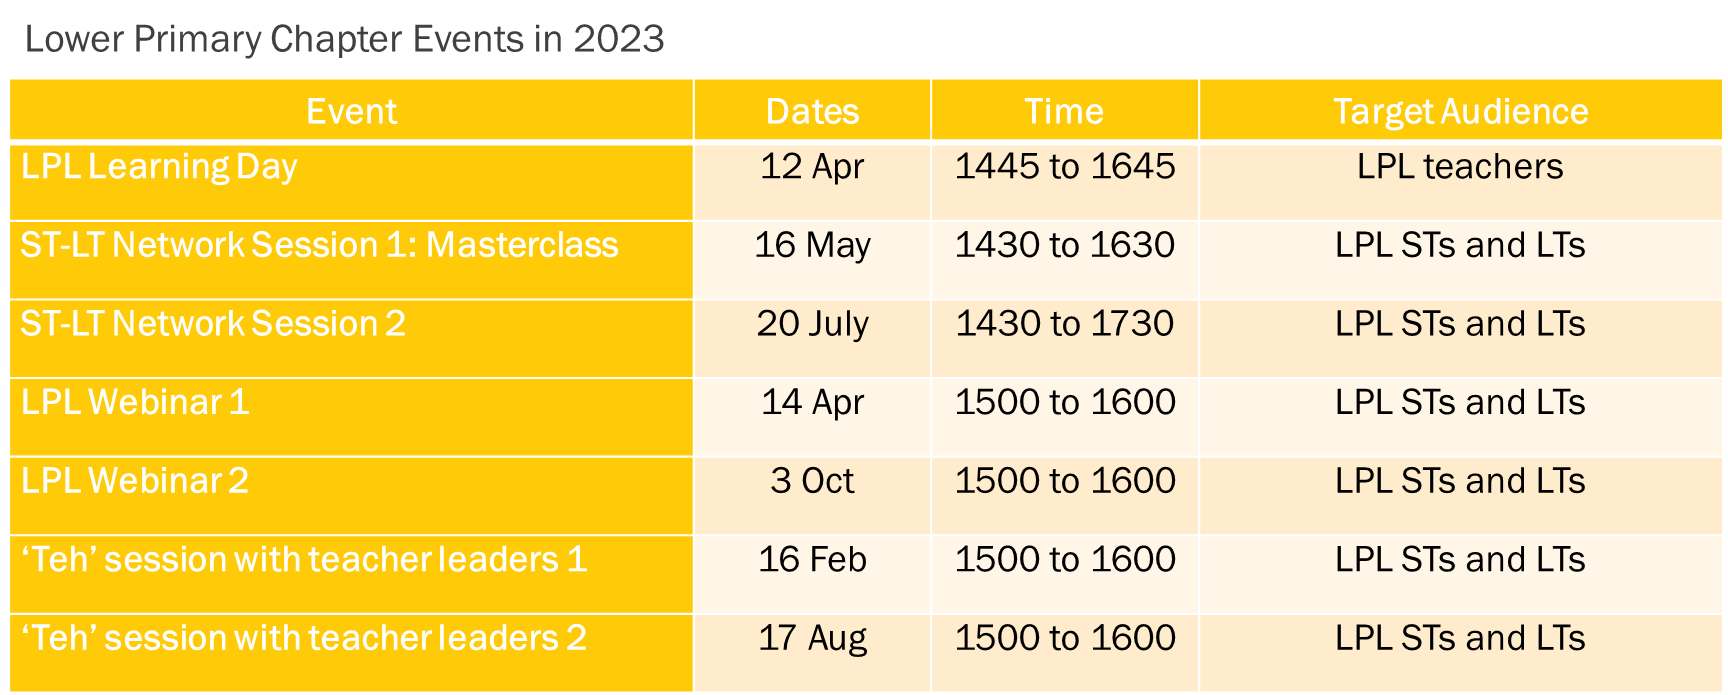 Lower Primary Chapter Events in 2023
Event Dates Time Target Audience
LPL Learning Day 12 Apr 1445 to 1645 LPL teachers
ST-LT Network Session 1: Masterclass 16 May 1430 to 1630 LPL STs and LTs
ST-LT Network Session 2 20 July 1430 to 1730 LPL STs and LTs
LPL Webinar 1 14 Apr 1500 to 1600 LPL STs and LTs
LPL Webinar 2 3 Oct 1500 to 1600 LPL STs and LTs
‘Teh’ session with teacher leaders 1 16 Feb 1500 to 1600 LPL STs and LTs
‘Teh’ session with teacher leaders 2 17 Aug 1500 to 1600 LPL STs and LTs